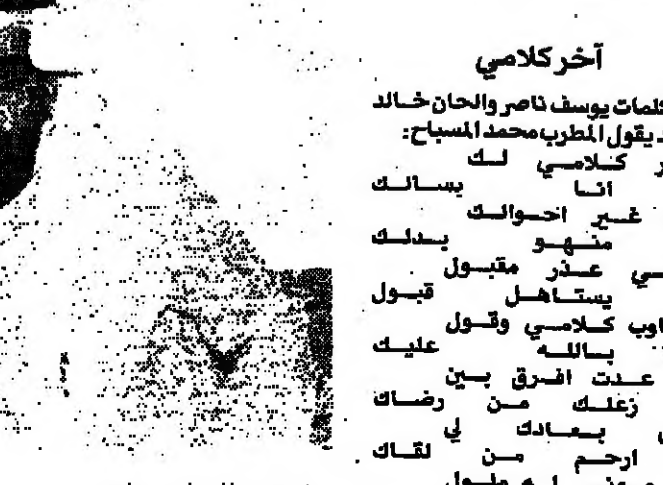 آخر كلامي
كلمات يوسف ناصر والحان خالد
يقول المطرب محمد المسباح:
كلامي لك
انا يسالك
غير احوالك
منهو بدلك
عذر مقبول
يستاهل قبول
كلامي وقول
بالله عليك
عدت افرق بين
زعلك من رضاك
بعادك لي
ارحم من لقاك